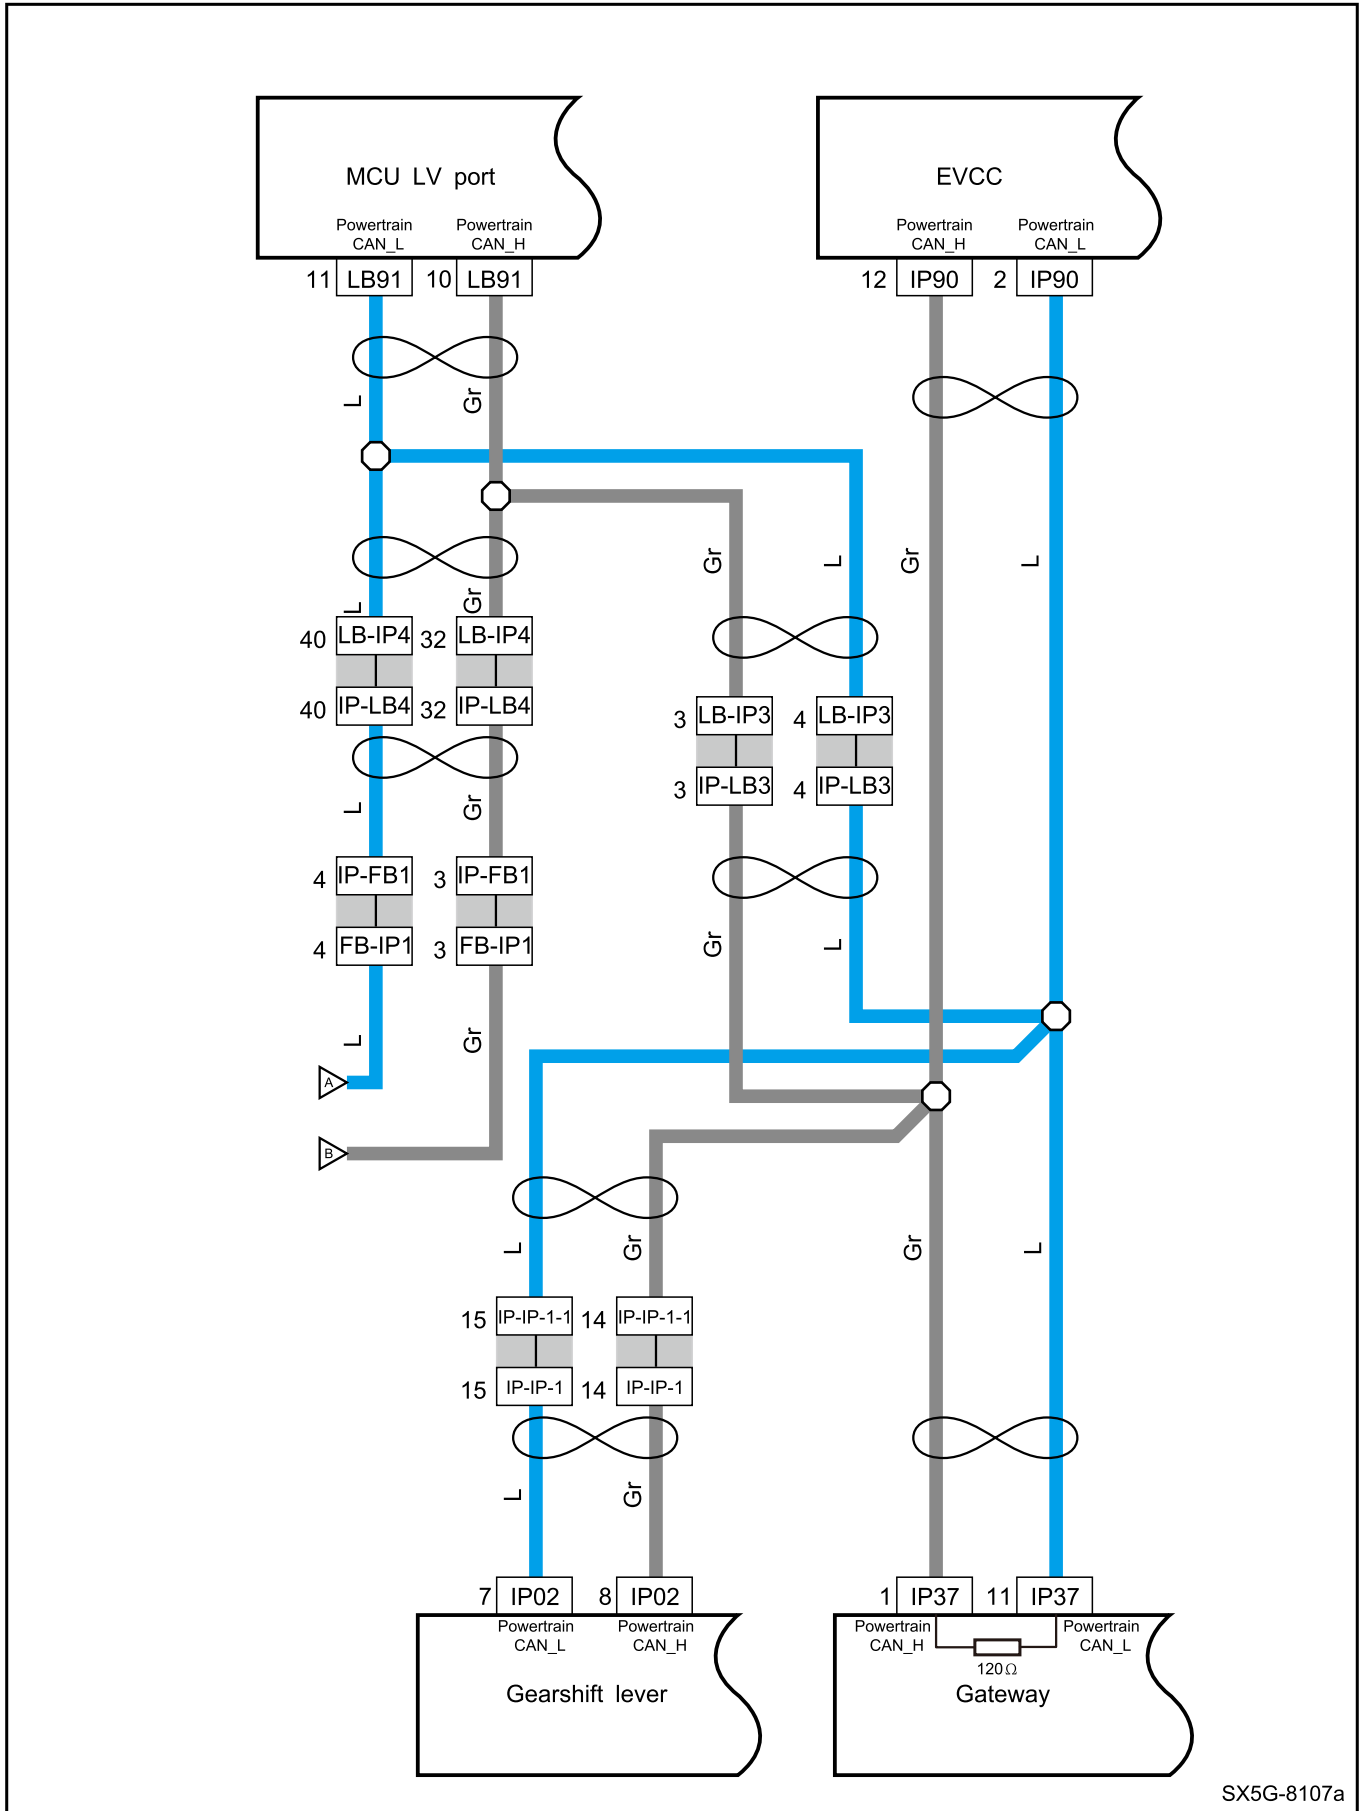 MCU LV port
EVCC
Powertrain
CAN_L
Powertrain
CAN_H
Powertrain
CAN_H
Powertrain
CAN_L
11 LB91 10 LB91
12 IP90 2 IP90
L Gr
Gr L Gr L
L Gr
40 LB-IP4 32 LB-IP4
40 IP-LB4 32 IP-LB4
3 LB-IP3 4 LB-IP3
3 IP-LB3 4 IP-LB3
L Gr
4 IP-FB1 3 IP-FB1
4 FB-IP1 3 FB-IP1
Gr L
L Gr
A
B
L Gr Gr L
15 IP-IP-1-1 14 IP-IP-1-1
15 IP-IP-1 14 IP-IP-1
L Gr
7 IP02 8 IP02
1 IP37 11 IP37
Powertrain
CAN_L
Powertrain
CAN_H
Powertrain
CAN_H
Powertrain
CAN_L
120Ω
Gearshift lever
Gateway
SX5G-8107a